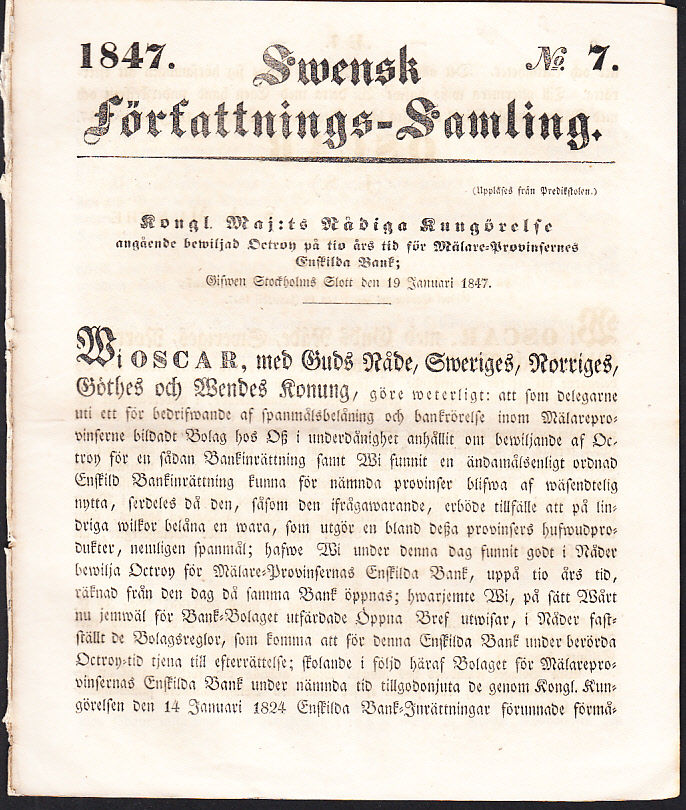 1847.
№ 7.
Swensk
Författnings-Samling.
(Uppläses från Predikstolen.)
Kongl. Maj:ts Nådiga Kungörelse
angående bewiljad Octroy på tio års tid för Mälare-Provinsernes
Enskilda Bank;
Gifwen Stockholms Slott den 19 Januari 1847.
Wi OSCAR, med Guds Nåde, Sweriges, Norriges,
Göthes och Wendes Konung, göre weterligt: att som delegarne
uti ett för bedrifwande af spanmålsbelåning och bankrörelse inom Mälarepro-
vinserne bildadt Bolag hos Oß i underdånighet anhållit om bewiljande af Oc-
troy för en sådan Bankinrättning samt Wi funnit en ändamålsenligt ordnad
Enskild Bankinrättning kunna för nämnda provinser blifwa af wäsendtelig
nytta, serdeles då den, såsom den ifrågawarande, erböde tillfälle att på lin-
driga wilkor belåna en wara, som utgör en bland deßa provinsers hufwudpro-
dukter, nemligen spanmål; hafwe Wi under denna dag funnit godt i Nåder
bewilja Octroy för Mälare-Provinsernas Enskilda Bank, uppå tio års tid,
räknad från den dag då samma Bank öppnas; hwarjemte Wi, på sätt Wårt
nu jemwäl för Bank-Bolaget utfärdade Öppna Bref utwisar, i Nåder fast-
ställt de Bolagsreglor, som komma att för denna Enskilda Bank under berörda
Octroy-tid tjena till efterrättelse; skolande i följd häraf Bolaget för Mälarepro-
vinsernas Enskilda Bank under nämnda tid tillgodonjuta de genom Kongl. Kun-
görelsen den 14 Januari 1824 Enskilda Bank-Inrättningar förunnade förmå-